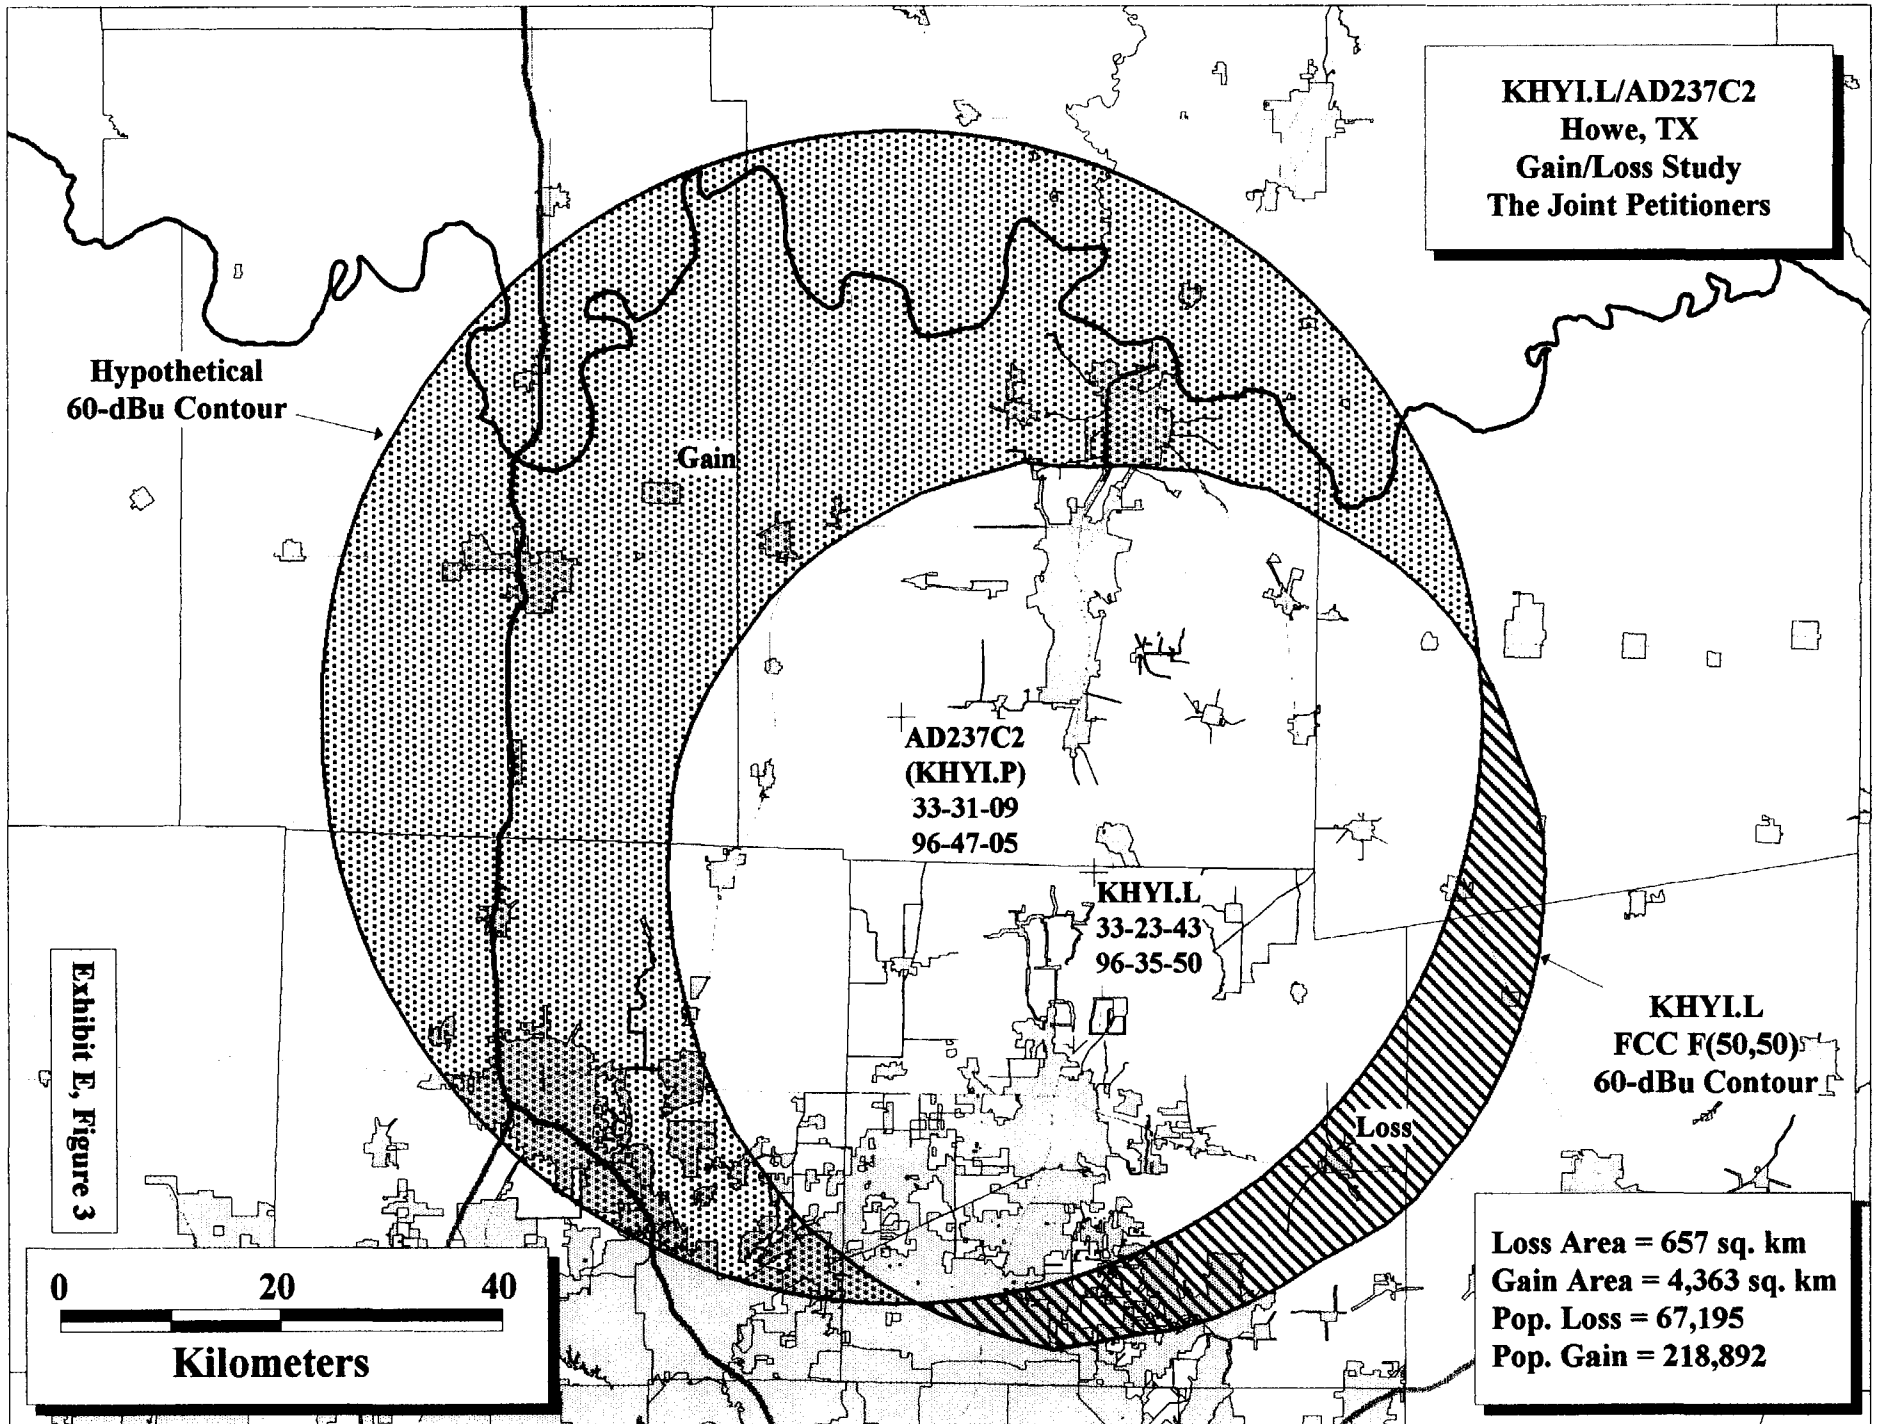 KHYI.L/AD237C2
Howe, TX
Gain/Loss Study
The Joint Petitioners
Hypothetical
60-dBu Contour
Gain
AD237C2
(KHYI.P)
33-31-09
96-47-05
KHYI.L
33-23-43
96-35-50
KHYI.L
FCC F(50,50)
60-dBu Contour
Loss
Exhibit E, Figure 3
0 20 40
Kilometers
Loss Area = 657 sq. km
Gain Area = 4,363 sq. km
Pop. Loss = 67,195
Pop. Gain = 218,892